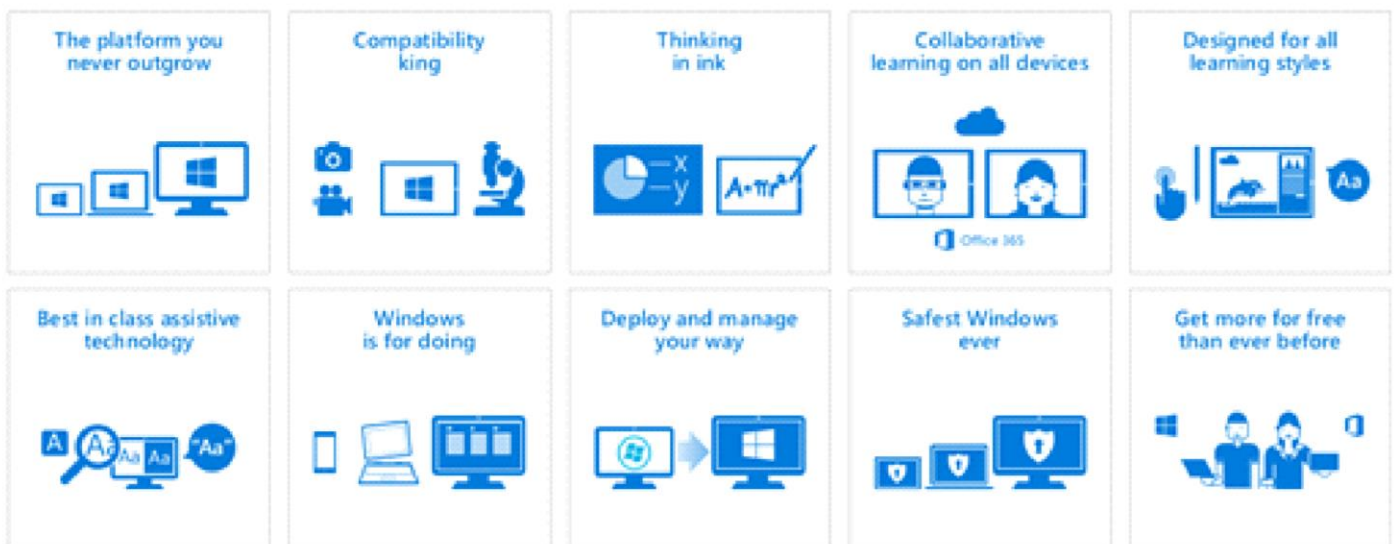 The platform you
never outgrow
Compatibility
king
Thinking
in ink
x
y
A=πr²
Collaborative
learning on all devices
Office 365
Designed for all
learning styles
Aa
Best in class assistive
technology
A
A
Aa
Aa
"Aa"
Windows
is for doing
Deploy and manage
your way
Safest Windows
ever
Get more for free
than ever before